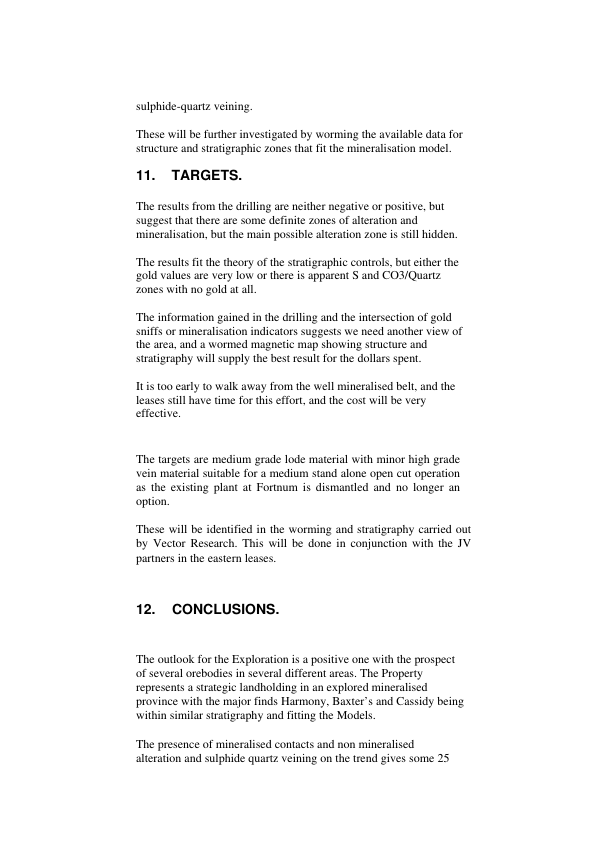 sulphide-quartz veining.
These will be further investigated by worming the available data for
structure and stratigraphic zones that fit the mineralisation model.
11. TARGETS.
The results from the drilling are neither negative or positive, but
suggest that there are some definite zones of alteration and
mineralisation, but the main possible alteration zone is still hidden.
The results fit the theory of the stratigraphic controls, but either the
gold values are very low or there is apparent S and CO3/Quartz
zones with no gold at all.
The information gained in the drilling and the intersection of gold
sniffs or mineralisation indicators suggests we need another view of
the area, and a wormed magnetic map showing structure and
stratigraphy will supply the best result for the dollars spent.
It is too early to walk away from the well mineralised belt, and the
leases still have time for this effort, and the cost will be very
effective.
The targets are medium grade lode material with minor high grade
vein material suitable for a medium stand alone open cut operation
as the existing plant at Fortnum is dismantled and no longer an
option.
These will be identified in the worming and stratigraphy carried out
by Vector Research. This will be done in conjunction with the JV
partners in the eastern leases.
12. CONCLUSIONS.
The outlook for the Exploration is a positive one with the prospect
of several orebodies in several different areas. The Property
represents a strategic landholding in an explored mineralised
province with the major finds Harmony, Baxter's and Cassidy being
within similar stratigraphy and fitting the Models.
The presence of mineralised contacts and non mineralised
alteration and sulphide quartz veining on the trend gives some 25